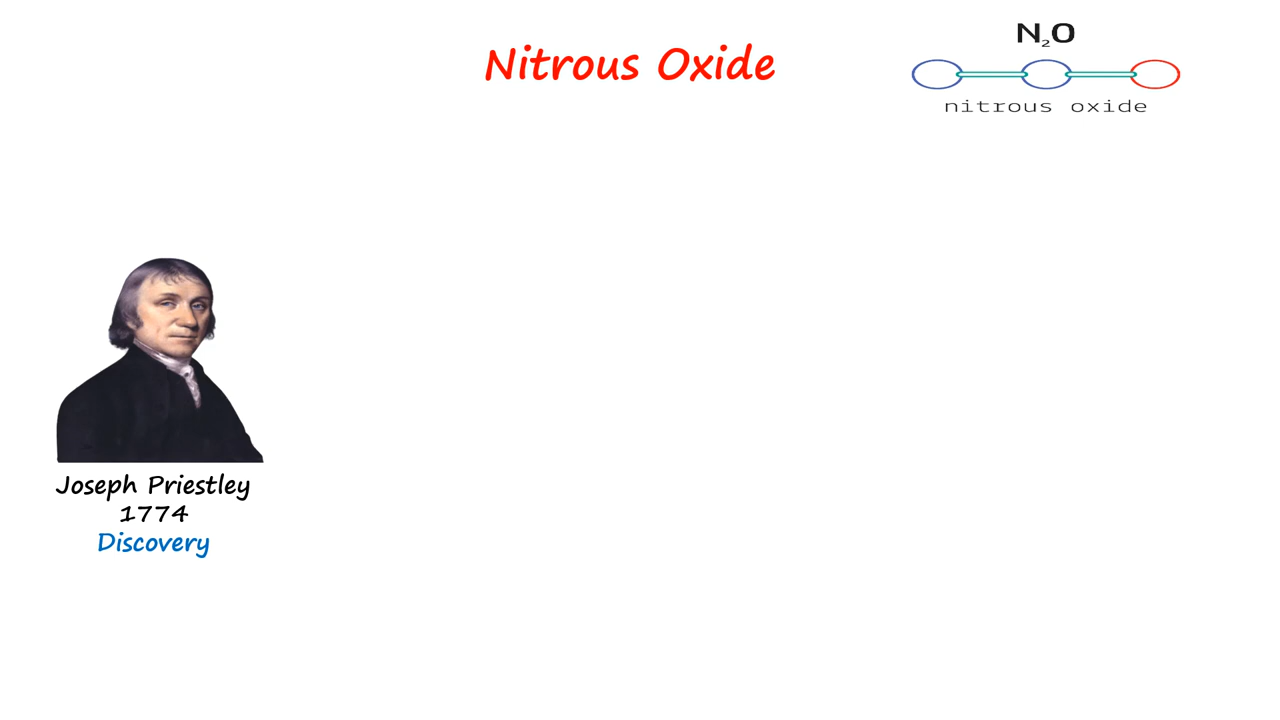 Nitrous Oxide
N₂O
nitrous oxide
Joseph Priestley
1774
Discovery